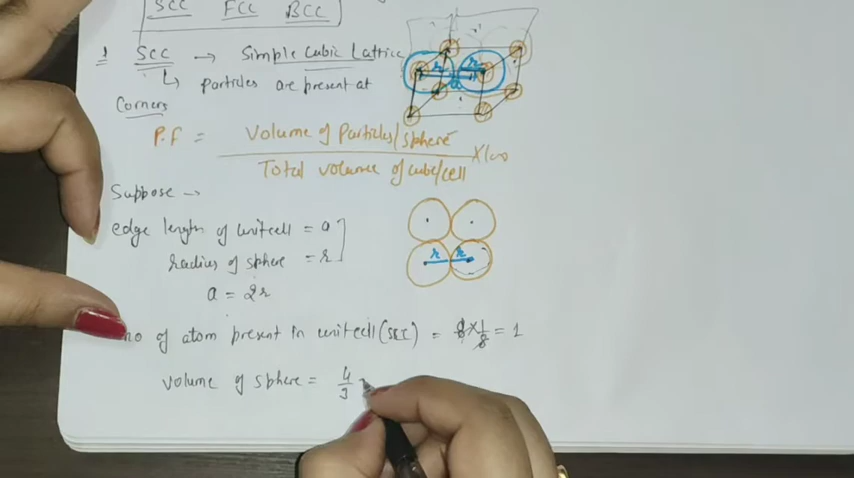 SCC FCC BCC
1 SCC → Simple Cubic Lattice
↳ Particles are present at
Corners
r r
a
P.F = Volume of Particles/sphere / Total volume of cube/cell ×100
Suppose →
edge length of unit cell = a
radius of sphere = r
r r
a = 2r
no of atom present in unit cell (SCC) = 8×1/8 = 1
volume of sphere = 4/3